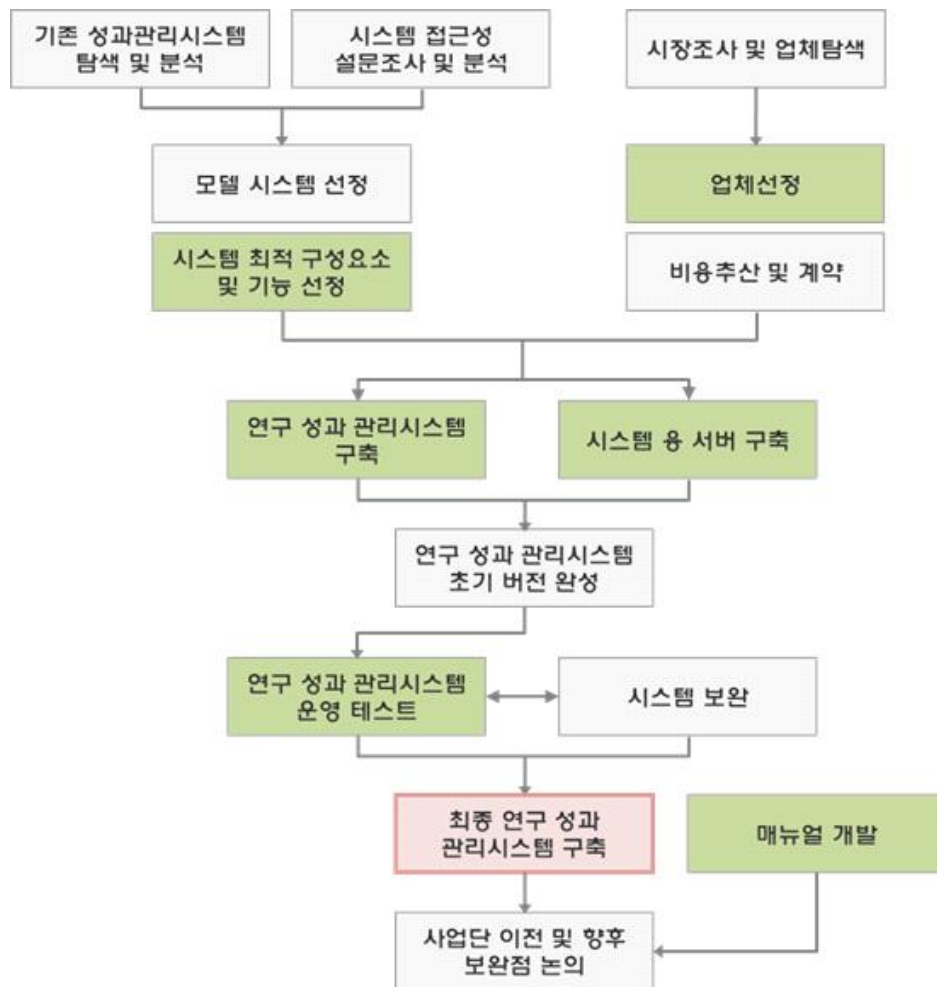 기존 성과관리시스템
탐색 및 분석
시스템 접근성
설문조사 및 분석
시장조사 및 업체탐색
모델 시스템 선정
업체선정
시스템 최적 구성요소
및 기능 선정
비용추산 및 계약
연구 성과 관리시스템
구축
시스템 용 서버 구축
연구 성과 관리시스템
초기 버전 완성
연구 성과 관리시스템
운영 테스트
시스템 보완
최종 연구 성과
관리시스템 구축
매뉴얼 개발
사업단 이전 및 향후
보완점 논의